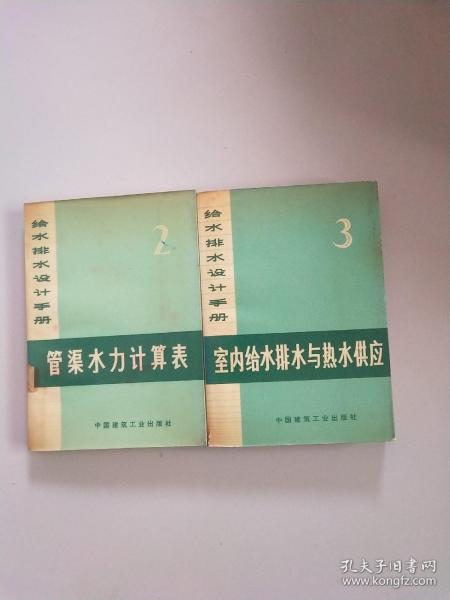 给水排水设计手册
2
管渠水力计算表
中国建筑工业出版社
给水排水设计手册
3
室内给水排水与热水供应
中国建筑工业出版社
孔夫子旧书网
www.kongfz.com